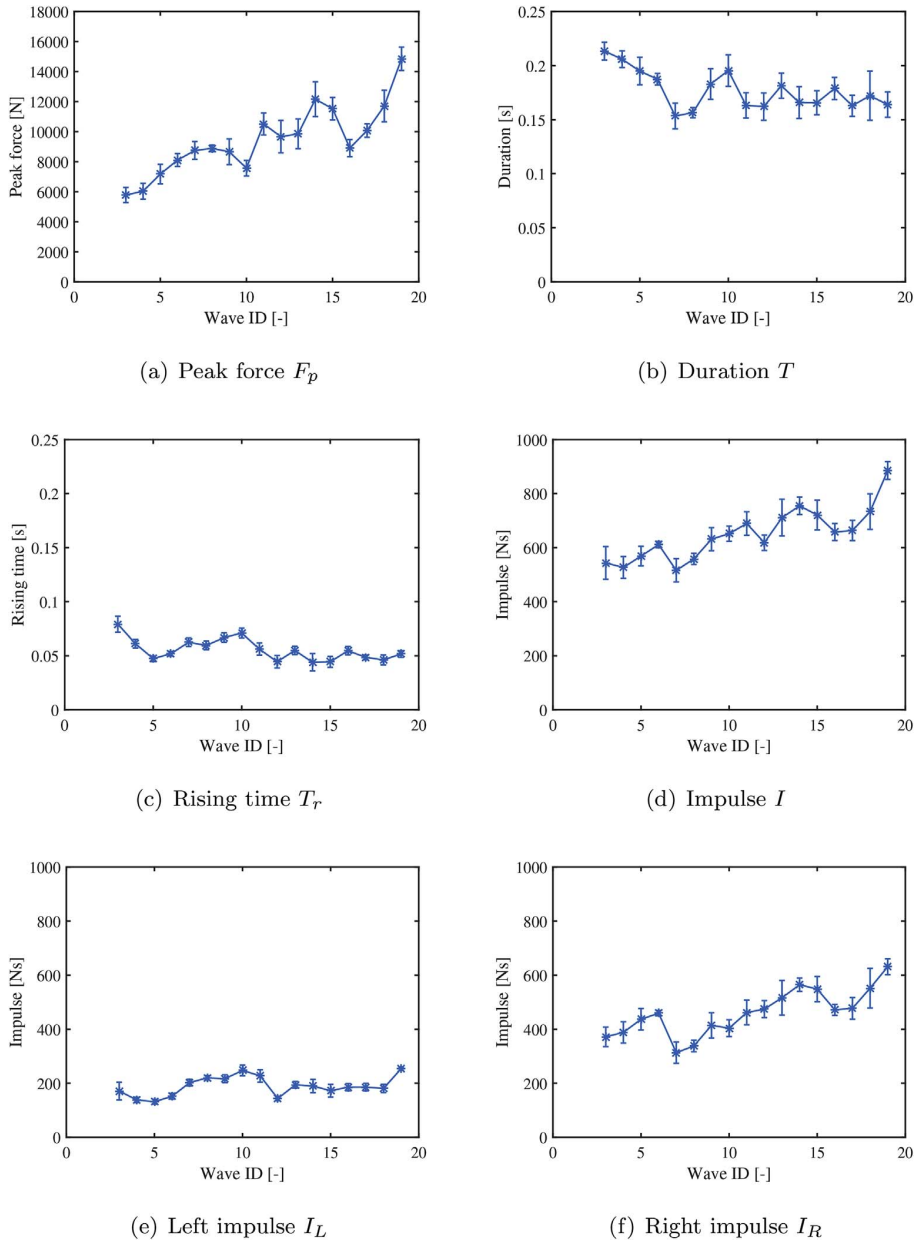 18000
16000
14000
12000
10000
8000
6000
4000
2000
0
Peak force [N]
0 5 10 15 20
Wave ID [-]
(a) Peak force F_p
0.25
0.2
0.15
0.1
0.05
0
Duration [s]
0 5 10 15 20
Wave ID [-]
(b) Duration T
0.25
0.2
0.15
0.1
0.05
0
Rising time [s]
0 5 10 15 20
Wave ID [-]
(c) Rising time T_r
1000
800
600
400
200
0
Impulse [Ns]
0 5 10 15 20
Wave ID [-]
(d) Impulse I
1000
800
600
400
200
0
Impulse [Ns]
0 5 10 15 20
Wave ID [-]
(e) Left impulse I_L
1000
800
600
400
200
0
Impulse [Ns]
0 5 10 15 20
Wave ID [-]
(f) Right impulse I_R